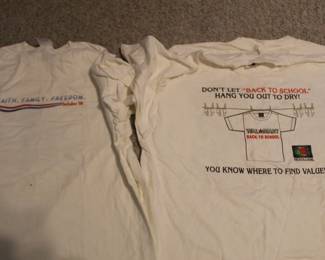 FAITH. FAMILY. FREEDOM.
DON'T LET "BACK TO SCHOOL"
HANG YOU OUT TO DRY!
BACK TO SCHOOL
YOU KNOW WHERE TO FIND VALUE!